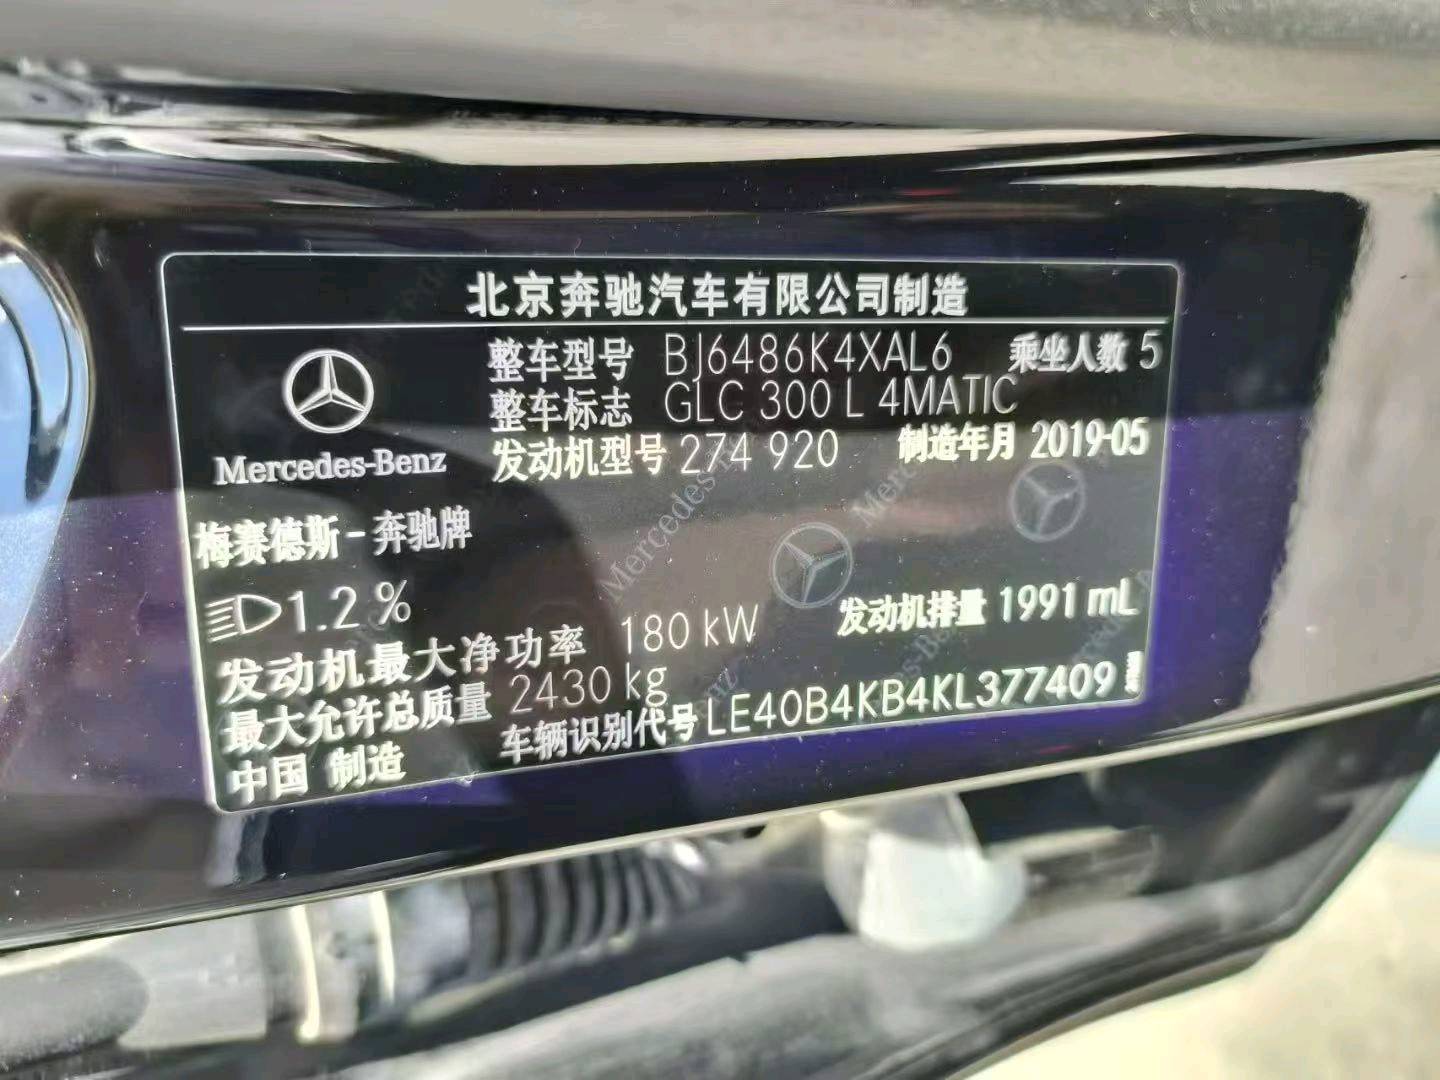 北京奔驰汽车有限公司制造
整车型号 BJ6486K4XAL6 乘坐人数 5
整车标志 GLC 300 L 4MATIC
发动机型号 274 920 制造年月 2019-05
Mercedes-Benz
梅赛德斯-奔驰牌
1.2 %
发动机最大净功率 180 kW 发动机排量 1991 mL
最大允许总质量 2430 kg
中国 制造 车辆识别代号 LE40B4KB4KL377409